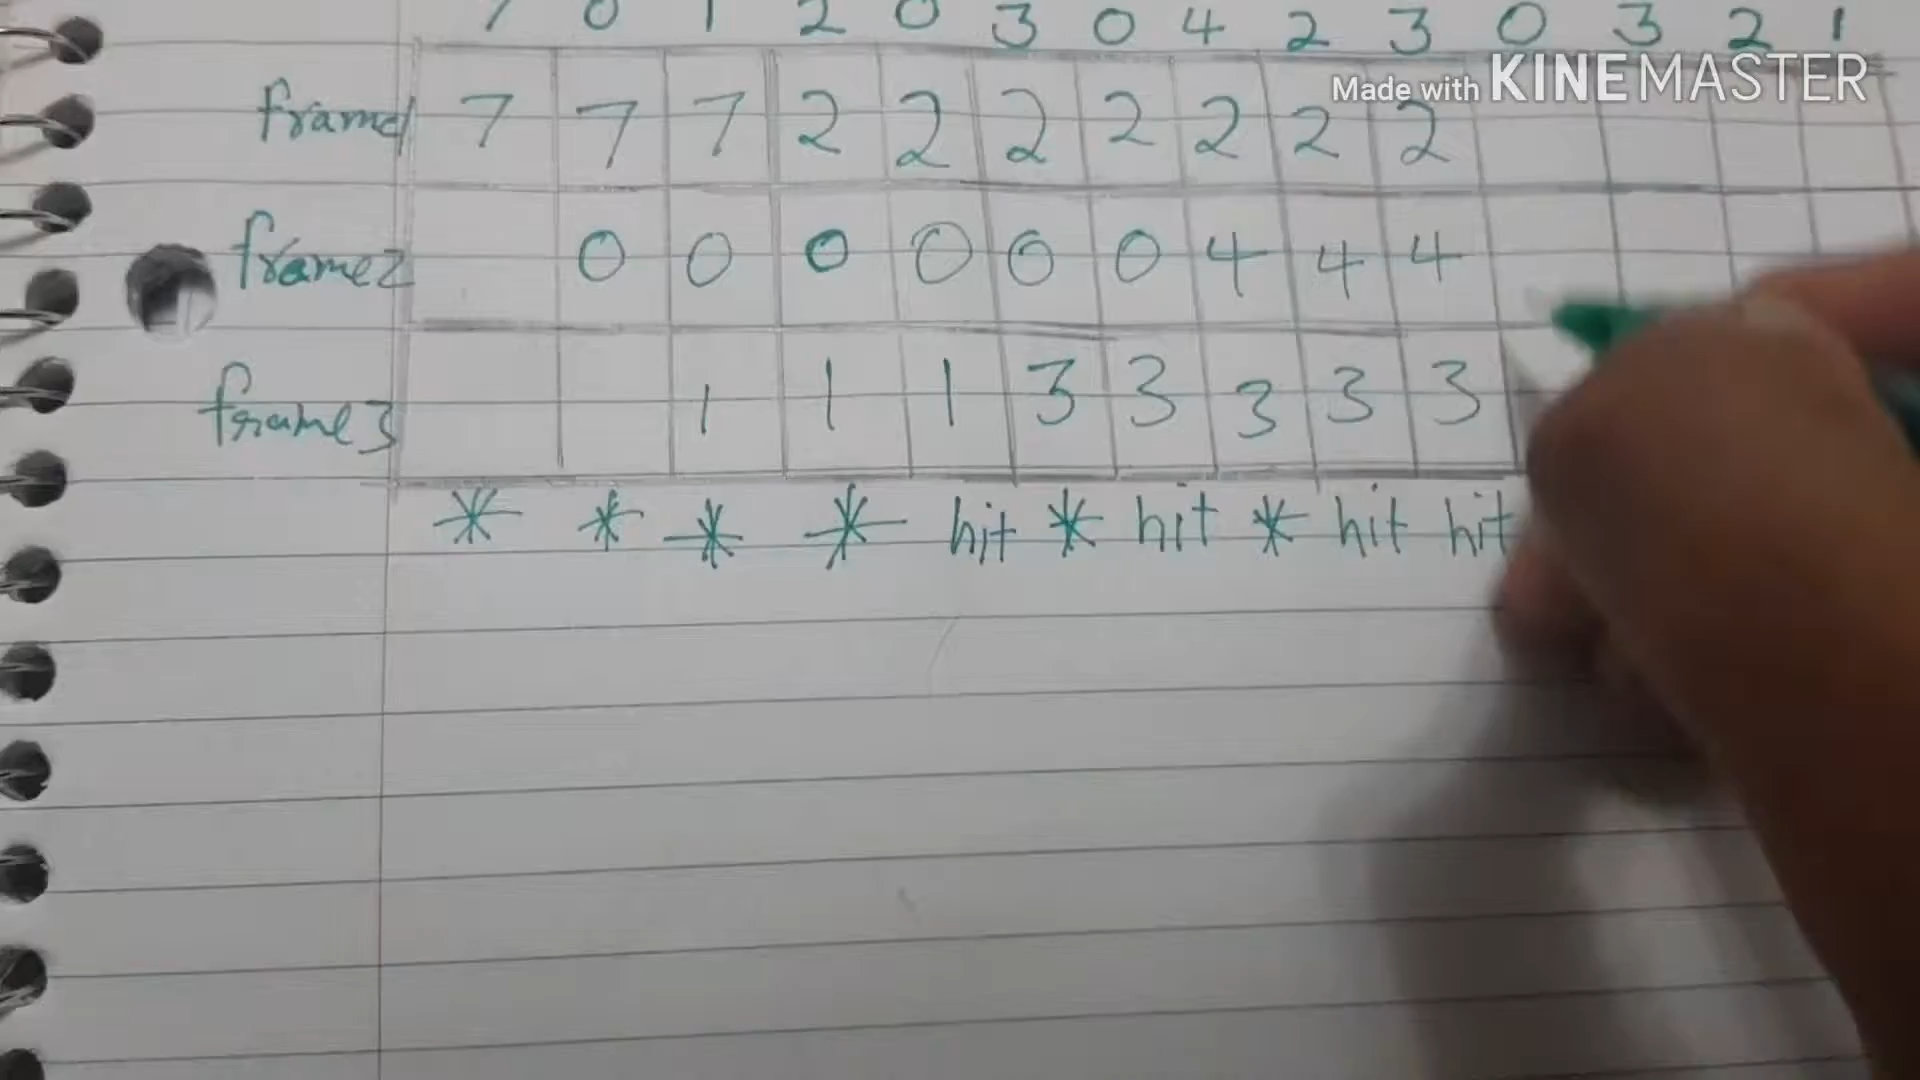 7 0 1 2 0 3 0 4 2 3 0 3 2 1
Made with KINEMASTER
frame1 7 7 7 2 2 2 2 2 2 2
frame2 0 0 0 0 0 0 4 4 4
frame3 1 1 1 3 3 3 3 3
* * * * hit * hit * hit hit